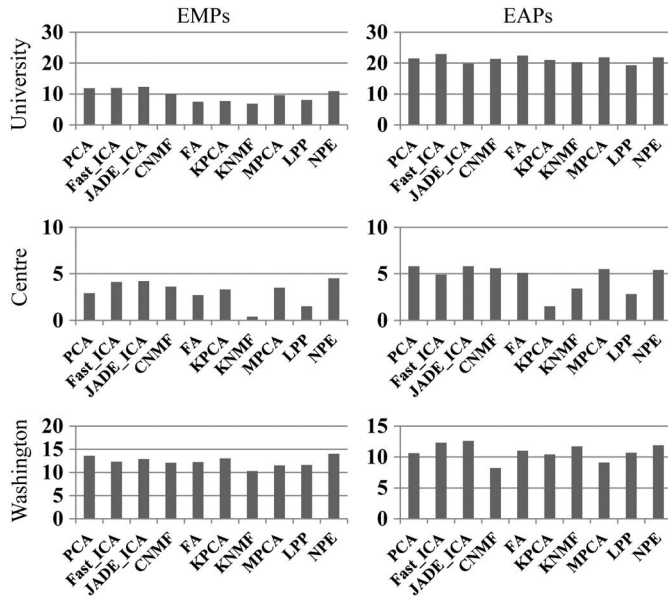 EMPs EAPs
University
30
20
10
0
PCA
Fast_ICA
JADE_ICA
CNMF
FA
KPCA
KNMF
MPCA
LPP
NPE
30
20
10
0
PCA
Fast_ICA
JADE_ICA
CNMF
FA
KPCA
KNMF
MPCA
LPP
NPE
Centre
10
5
0
PCA
Fast_ICA
JADE_ICA
CNMF
FA
KPCA
KNMF
MPCA
LPP
NPE
10
5
0
PCA
Fast_ICA
JADE_ICA
CNMF
FA
KPCA
KNMF
MPCA
LPP
NPE
Washington
20
15
10
5
0
PCA
Fast_ICA
JADE_ICA
CNMF
FA
KPCA
KNMF
MPCA
LPP
NPE
15
10
5
0
PCA
Fast_ICA
JADE_ICA
CNMF
FA
KPCA
KNMF
MPCA
LPP
NPE